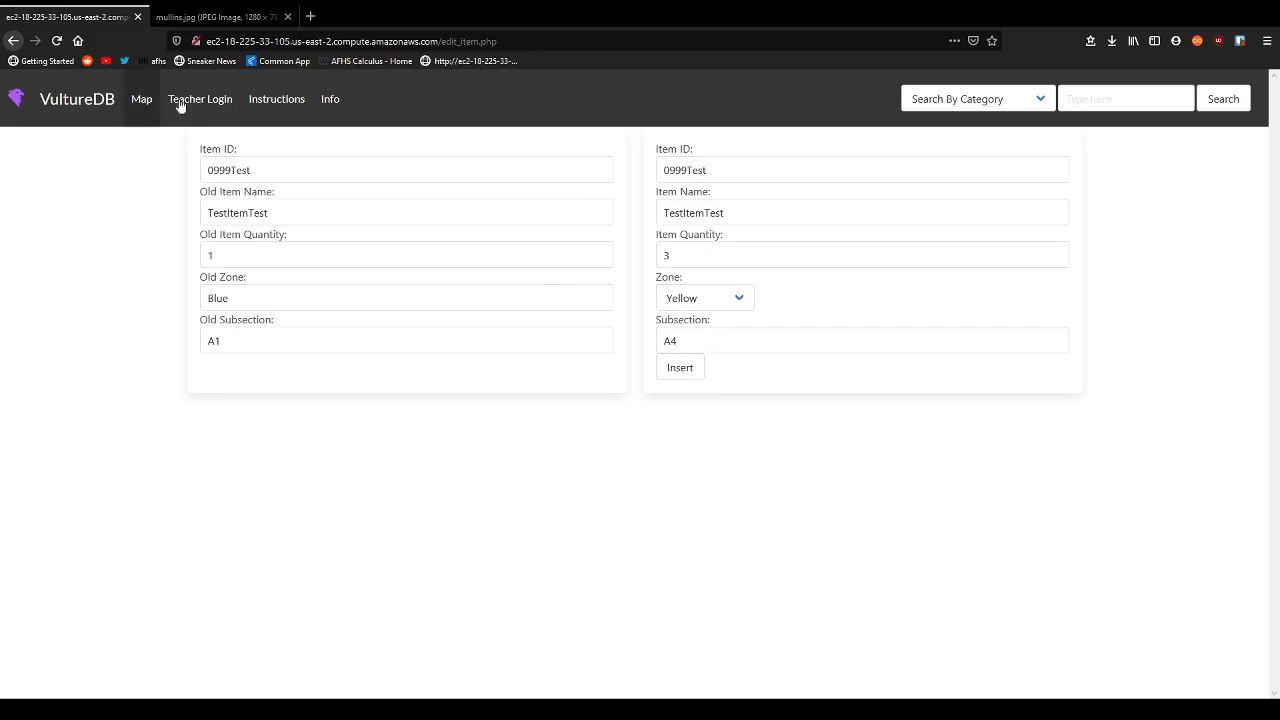 ec2-18-225-33-105.us-east-2.comp
mullins.jpg (JPEG Image, 1280 × 7
ec2-18-225-33-105.us-east-2.compute.amazonaws.com/edit_item.php
Getting Started afhs Sneaker News Common App AFHS Calculus - Home http://ec2-18-225-33-...
VultureDB Map Teacher Login Instructions Info Search By Category Type here Search
Item ID:
0999Test
Old Item Name:
TestItemTest
Old Item Quantity:
1
Old Zone:
Blue
Old Subsection:
A1
Item ID:
0999Test
Item Name:
TestItemTest
Item Quantity:
3
Zone:
Yellow
Subsection:
A4
Insert